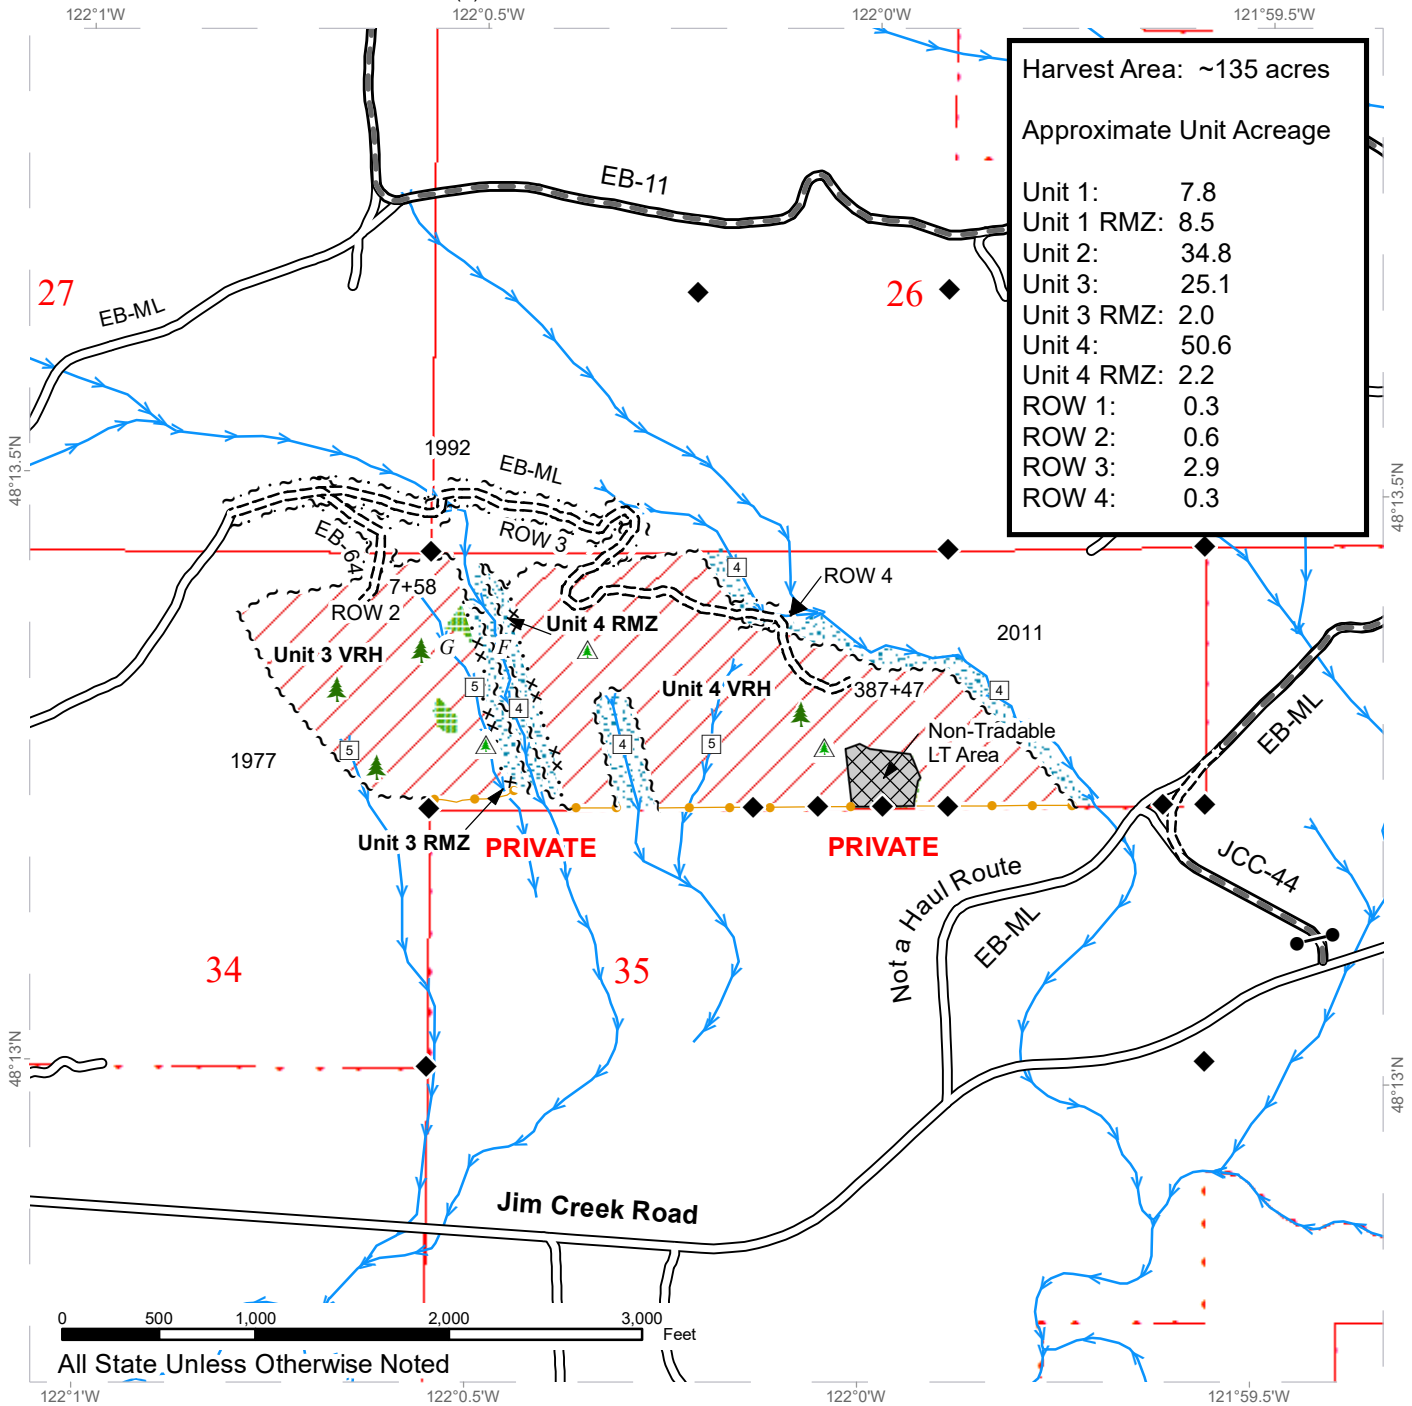 122°1'W
122°0.5'W
122°0'W
121°59.5'W
Harvest Area: ~135 acres
Approximate Unit Acreage
Unit 1: 7.8
Unit 1 RMZ: 8.5
Unit 2: 34.8
Unit 3: 25.1
Unit 3 RMZ: 2.0
Unit 4: 50.6
Unit 4 RMZ: 2.2
ROW 1: 0.3
ROW 2: 0.6
ROW 3: 2.9
ROW 4: 0.3
EB-11
27
26
EB-ML
1992
EB-ML
48°13.5'N
48°13.5'N
ROW 3
EB-64
4
ROW 4
7+58
ROW 2
Unit 4 RMZ
2011
G
F
Unit 3 VRH
5
4
Unit 4 VRH
387+47
4
EB-ML
Non-Tradable
LT Area
5
4
5
1977
Unit 3 RMZ
PRIVATE
PRIVATE
JCC-44
Not a Haul Route
EB-ML
34
35
48°13'N
48°13'N
Jim Creek Road
0
500
1,000
2,000
3,000
Feet
All State Unless Otherwise Noted
122°1'W
122°0.5'W
122°0'W
121°59.5'W